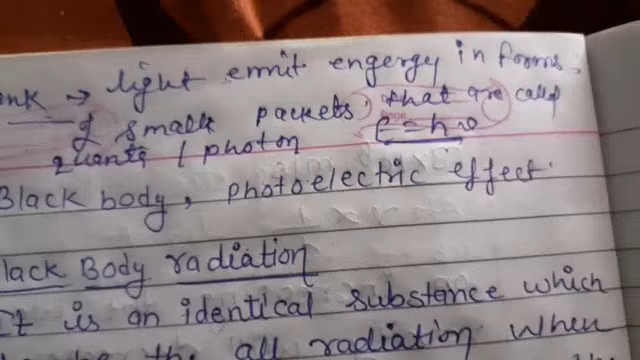 nk → light emit engergy in forms
of small packets, that are called
quanta / photon E = hν
Black body, photoelectric effect
lack Body radiation
It is an identical substance which
the all radiation when